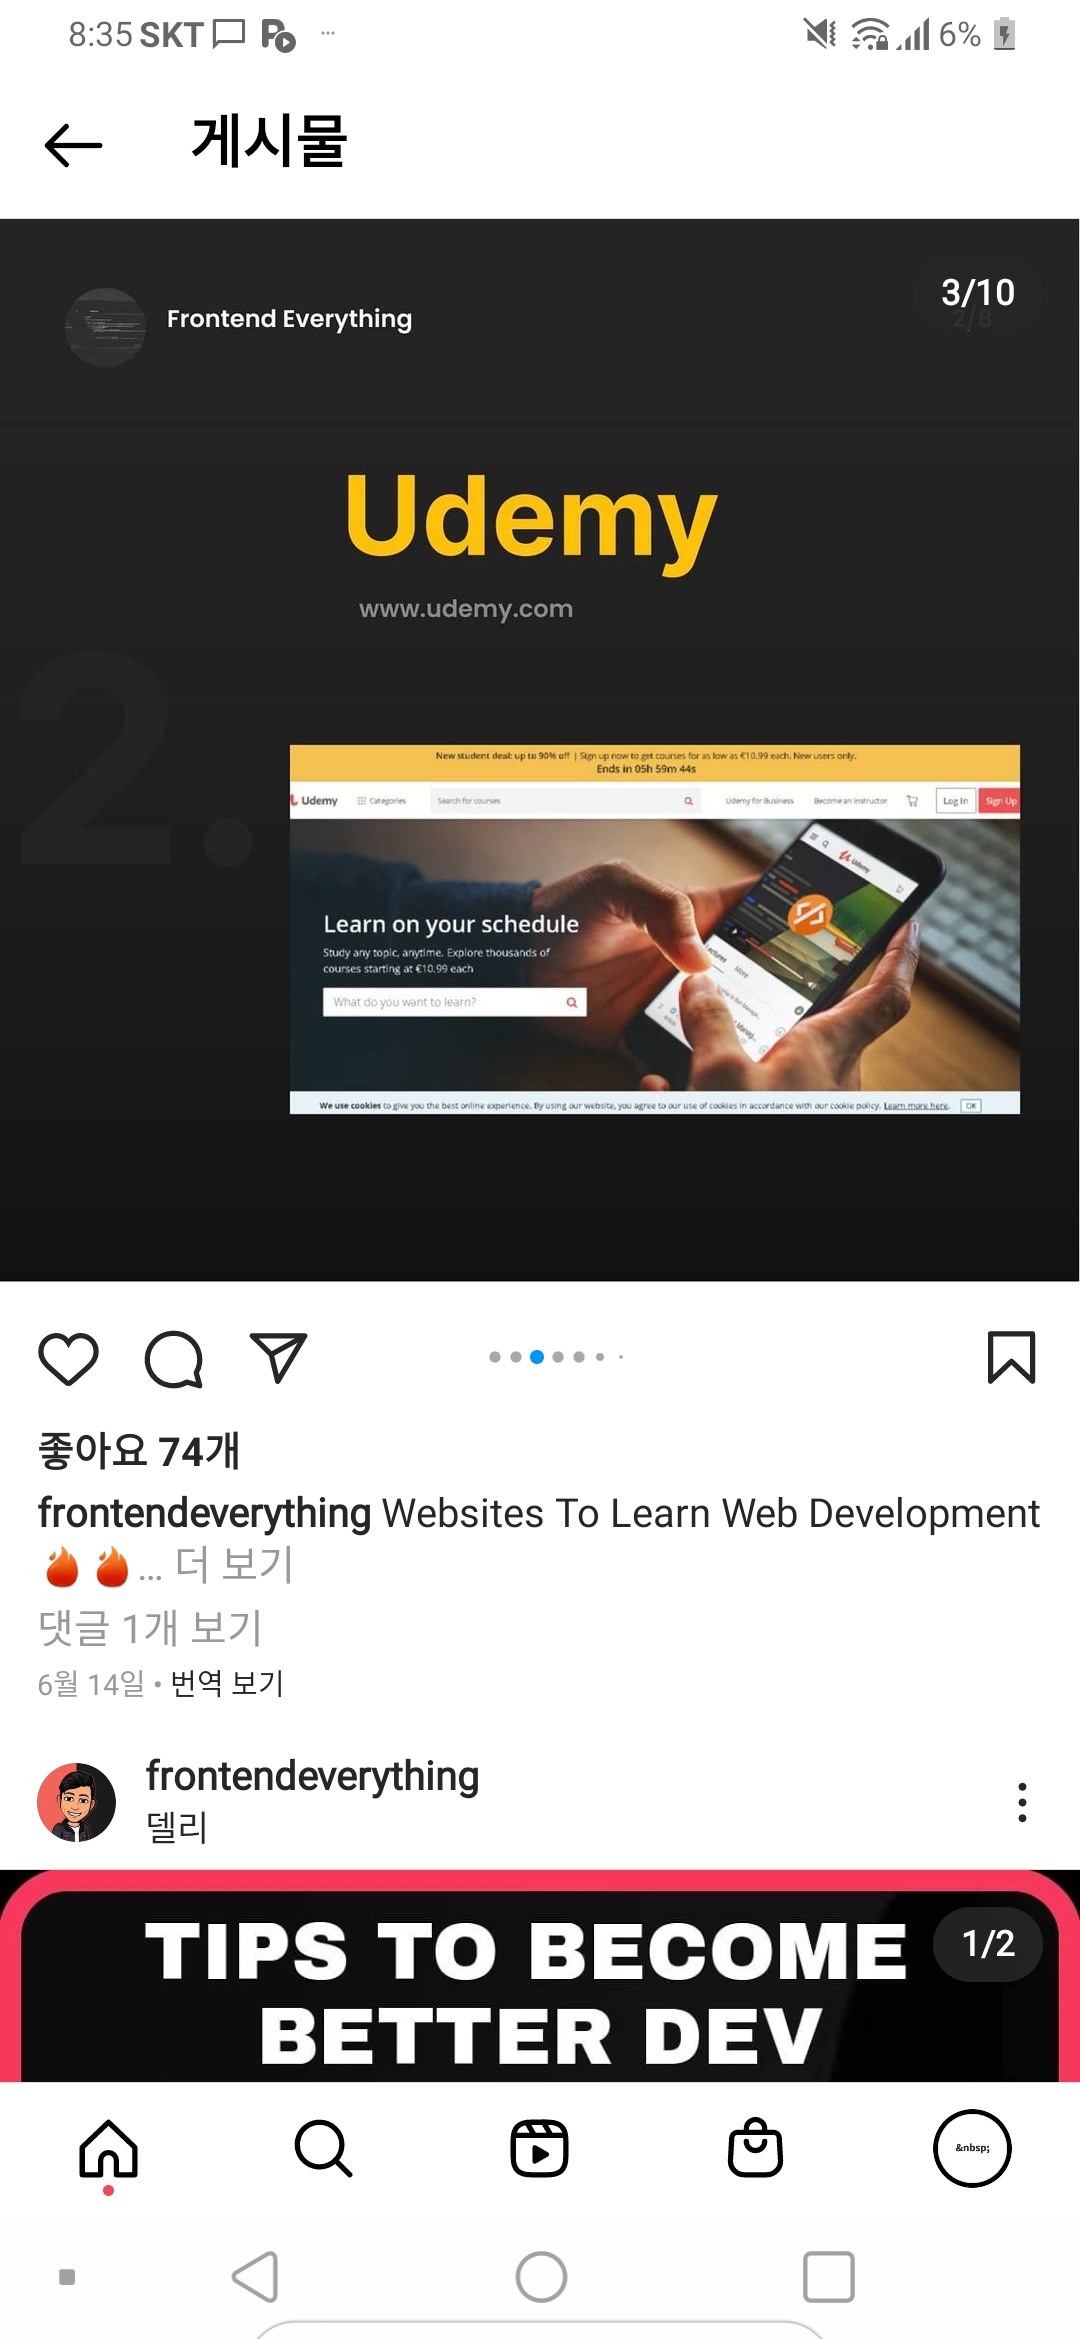 8:35 SKT 6%
게시물
Frontend Everything
3/10
2/8
Udemy
www.udemy.com
2.
New student deal: up to 90% off | Sign up now to get courses for as low as €10.99 each. New users only.
Ends in 05h 59m 44s
Udemy Categories Search for courses Udemy for Business Become an instructor Log In Sign Up
Udemy
Learn on your schedule
Study any topic, anytime. Explore thousands of
courses starting at €10.99 each
What do you want to learn?
More
We use cookies to give you the best online experience. By using our website, you agree to our use of cookies in accordance with our cookie policy. Learn more here. OK
좋아요 74개
frontendeverything Websites To Learn Web Development
🔥🔥... 더 보기
댓글 1개 보기
6월 14일 • 번역 보기
frontendeverything
델리
TIPS TO BECOME
BETTER DEV
1/2
&nbsp;